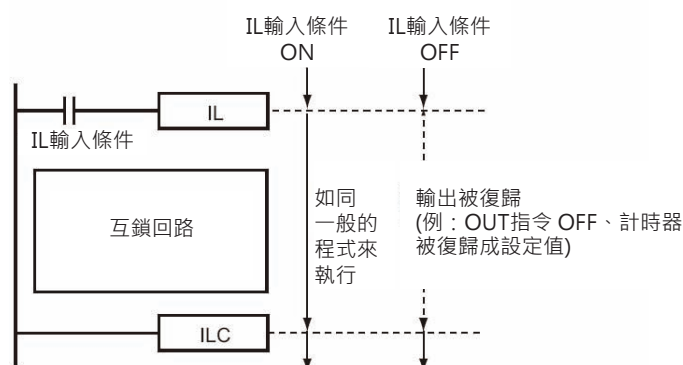 IL輸入條件
ON
IL輸入條件
OFF
IL
IL輸入條件
互鎖回路
如同
一般的
程式來
執行
輸出被復歸
(例：OUT指令 OFF、計時器
被復歸成設定值)
ILC